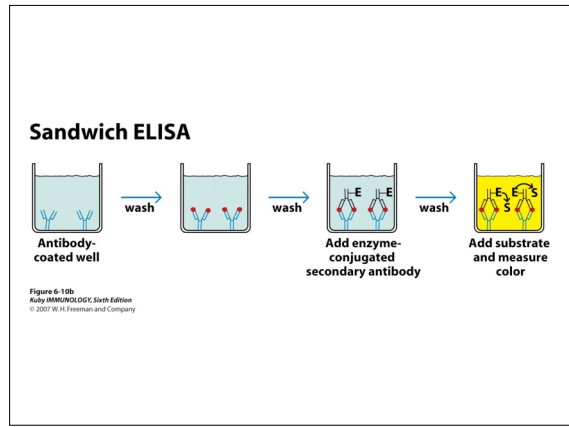 Sandwich ELISA
E E E E S
S
wash wash wash
Antibody-
coated well
Add enzyme-
conjugated
secondary antibody
Add substrate
and measure
color
Figure 6-10b
Kuby IMMUNOLOGY, Sixth Edition
© 2007 W. H. Freeman and Company